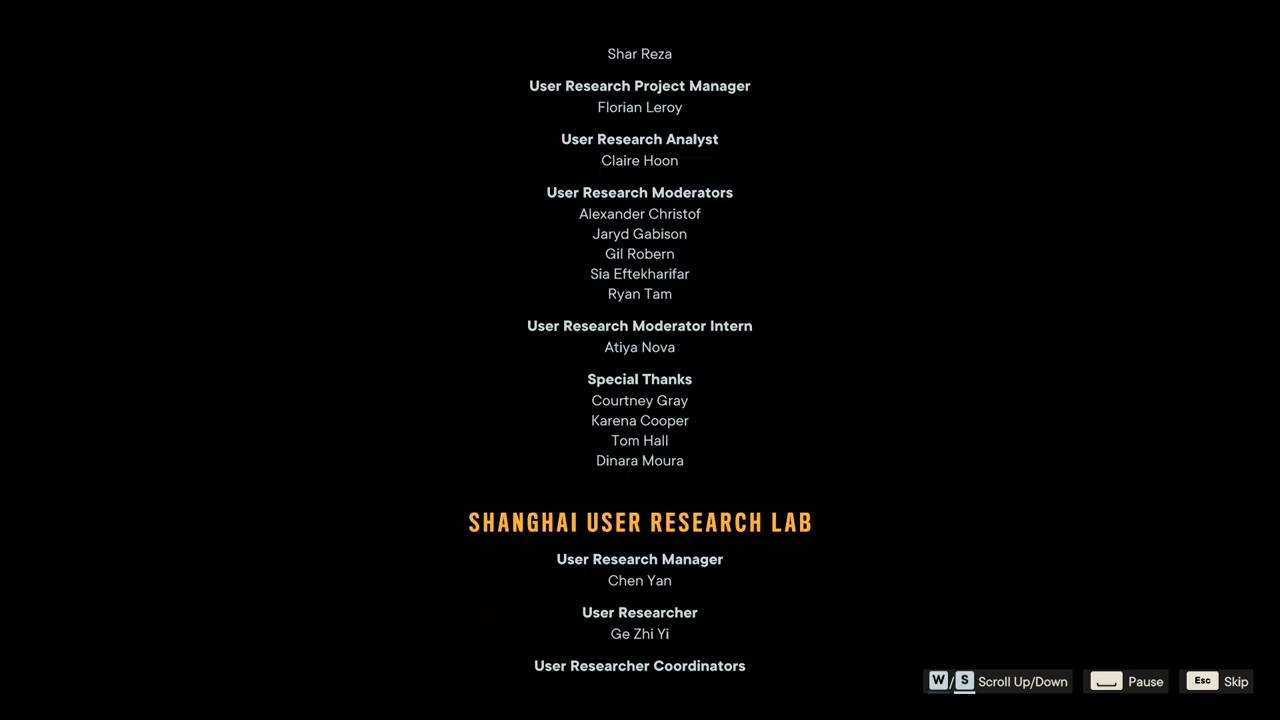 Shar Reza
User Research Project Manager
Florian Leroy
User Research Analyst
Claire Hoon
User Research Moderators
Alexander Christof
Jaryd Gabison
Gil Robern
Sia Eftekharifar
Ryan Tam
User Research Moderator Intern
Atiya Nova
Special Thanks
Courtney Gray
Karena Cooper
Tom Hall
Dinara Moura
SHANGHAI USER RESEARCH LAB
User Research Manager
Chen Yan
User Researcher
Ge Zhi Yi
User Researcher Coordinators
W/S Scroll Up/Down Pause Esc Skip